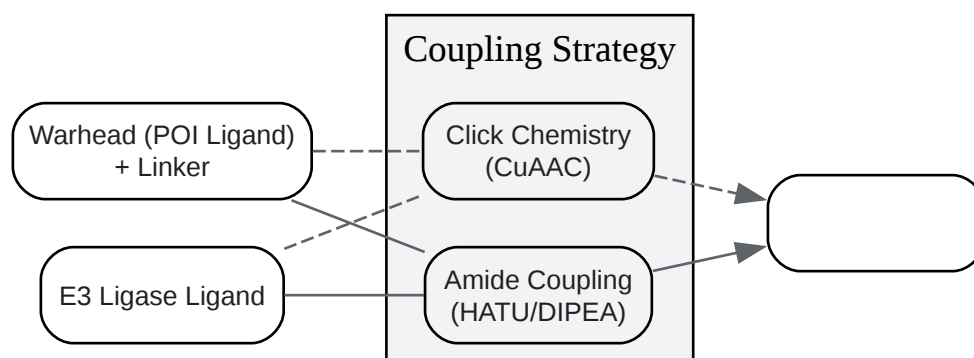 Coupling Strategy
Warhead (POI Ligand)
+ Linker
Click Chemistry
(CuAAC)
E3 Ligase Ligand
Amide Coupling
(HATU/DIPEA)